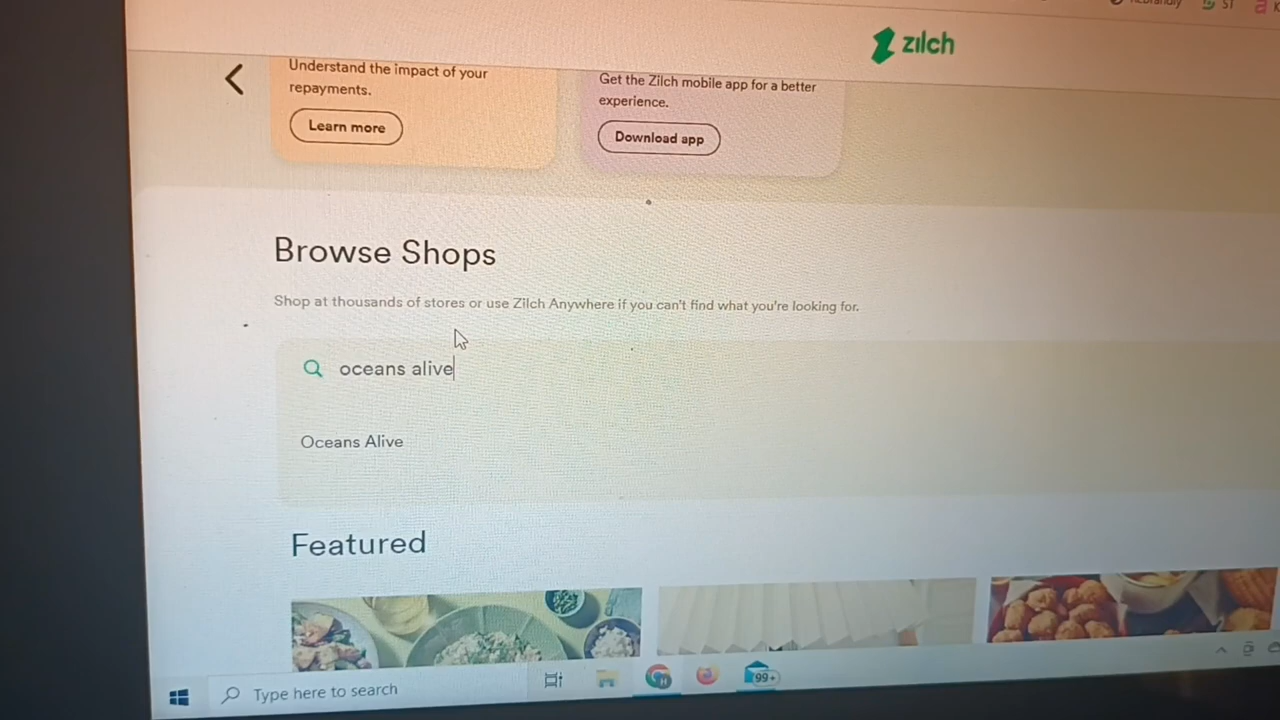 zilch
Understand the impact of your
repayments.
Learn more
Get the Zilch mobile app for a better
experience.
Download app
Browse Shops
Shop at thousands of stores or use Zilch Anywhere if you can't find what you're looking for.
oceans alive
Oceans Alive
Featured
Type here to search
99+